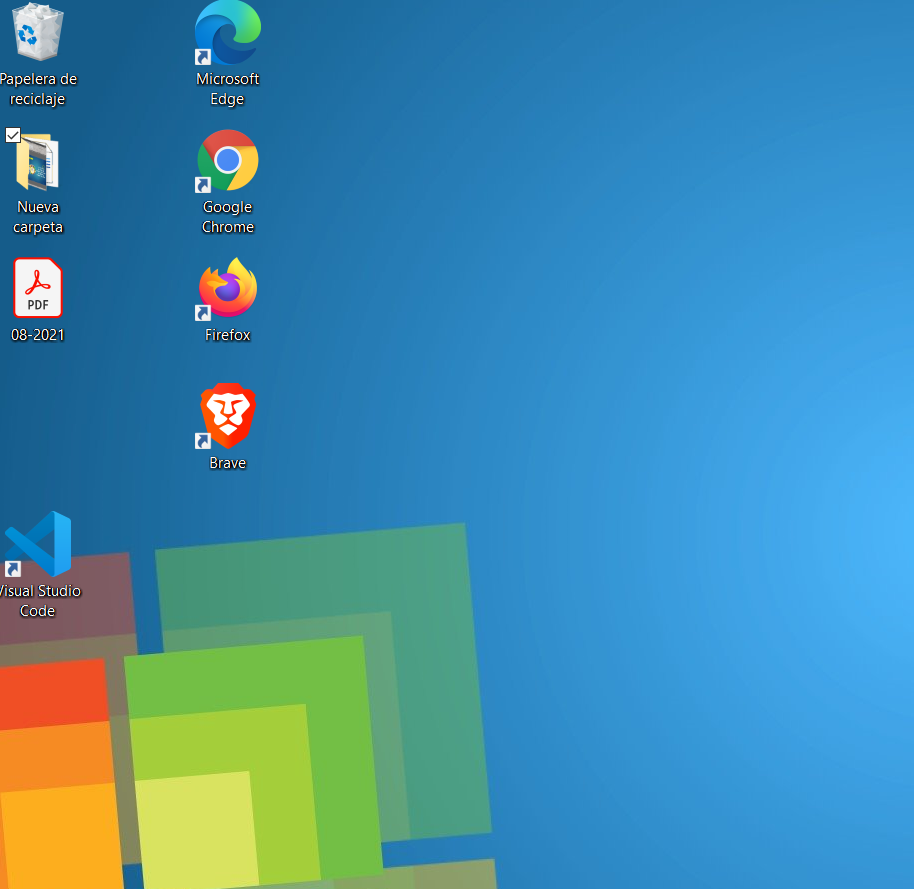 Papelera de
reciclaje
Microsoft
Edge
Nueva
carpeta
Google
Chrome
PDF
08-2021
Firefox
Brave
Visual Studio
Code